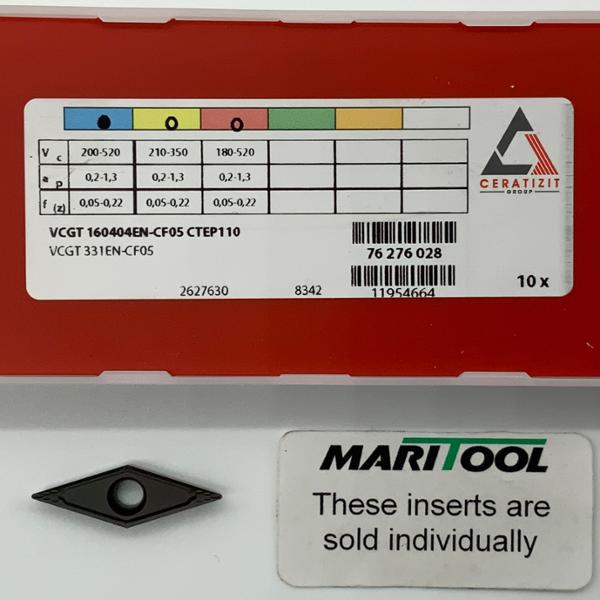 V c 200-520 210-350 180-520
a p 0,2-1,3 0,2-1,3 0,2-1,3
f (z) 0,05-0,22 0,05-0,22 0,05-0,22
CERATIZIT
GROUP
VCGT 160404EN-CF05 CTEP110
VCGT 331EN-CF05
76 276 028
10 x
2627630 8342 11954664
MARITOOL
These inserts are
sold individually